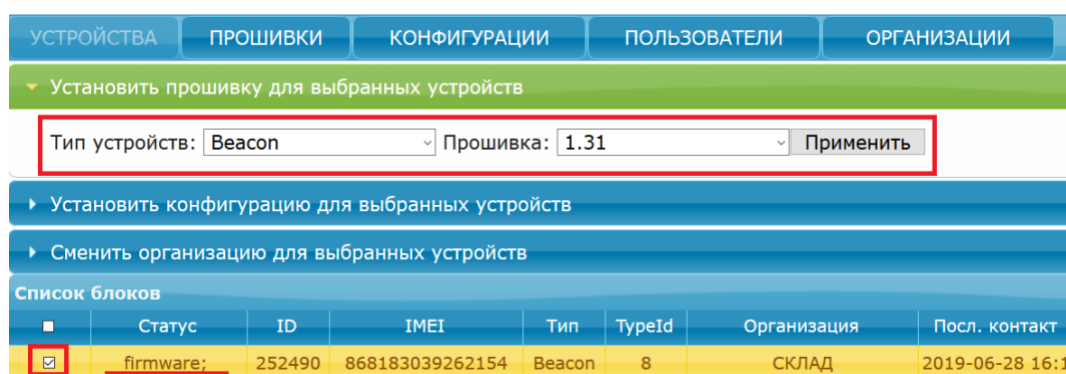 УСТРОЙСТВА ПРОШИВКИ КОНФИГУРАЦИИ ПОЛЬЗОВАТЕЛИ ОРГАНИЗАЦИИ
Установить прошивку для выбранных устройств
Тип устройств: Beacon Прошивка: 1.31 Применить
Установить конфигурацию для выбранных устройств
Сменить организацию для выбранных устройств
Список блоков
Статус ID IMEI Тип TypeId Организация Посл. контакт
firmware; 252490 868183039262154 Beacon 8 СКЛАД 2019-06-28 16:1